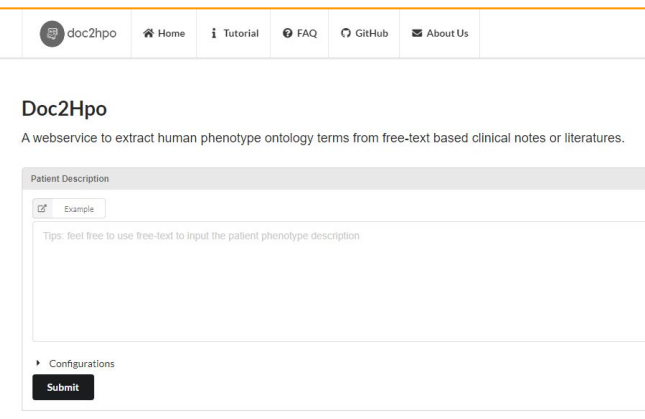 doc2hpo Home Tutorial FAQ GitHub About Us
Doc2Hpo
A webservice to extract human phenotype ontology terms from free-text based clinical notes or literatures.
Patient Description
Example
Tips: feel free to use free-text to input the patient phenotype description
Configurations
Submit